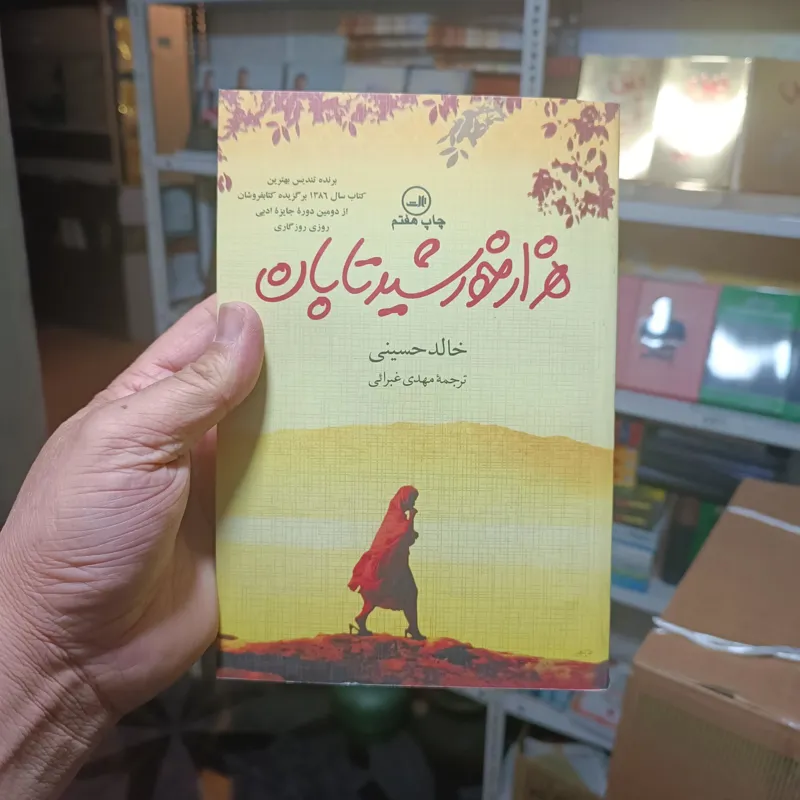 برنده تندیس بهترین
کتاب سال ۱۳۸۶ برگزیده کتابفروشان
از دومین دورهٔ جایزهٔ ادبی
روزی روزگاری
ثالث
چاپ هفتم
هزار خورشید تابان
خالد حسینی
ترجمهٔ مهدی غبرائی